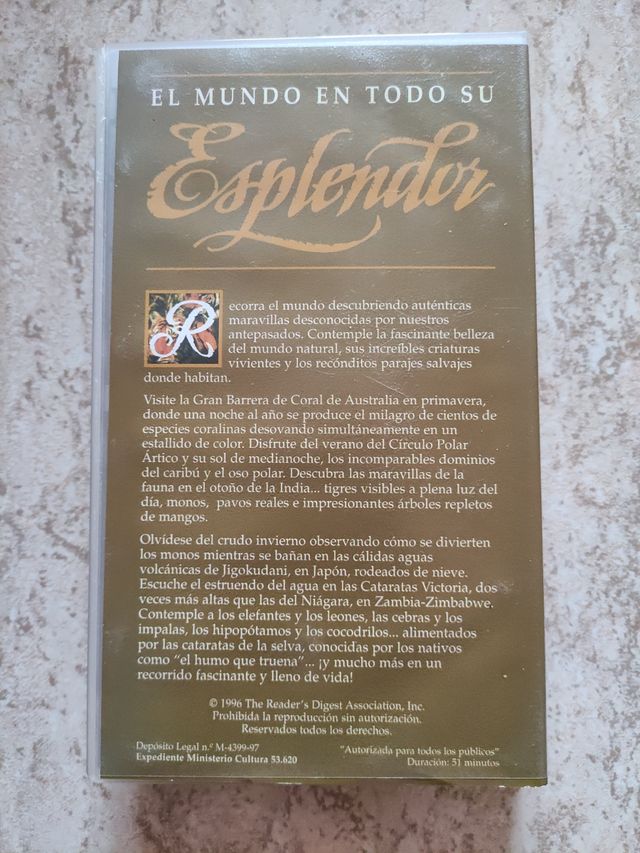 EL MUNDO EN TODO SU
Esplendor
Recorra el mundo descubriendo auténticas
maravillas desconocidas por nuestros
antepasados. Contemple la fascinante belleza
del mundo natural, sus increíbles criaturas
vivientes y los recónditos parajes salvajes
donde habitan.
Visite la Gran Barrera de Coral de Australia en primavera,
donde una noche al año se produce el milagro de cientos de
especies coralinas desovando simultáneamente en un
estallido de color. Disfrute del verano del Círculo Polar
Ártico y su sol de medianoche, los incomparables dominios
del caribú y el oso polar. Descubra las maravillas de la
fauna en el otoño de la India... tigres visibles a plena luz del
día, monos, pavos reales e impresionantes árboles repletos
de mangos.
Olvídese del crudo invierno observando cómo se divierten
los monos mientras se bañan en las cálidas aguas
volcánicas de Jigokudani, en Japón, rodeados de nieve.
Escuche el estruendo del agua en las Cataratas Victoria, dos
veces más altas que las del Niágara, en Zambia-Zimbabwe.
Contemple a los elefantes y los leones, las cebras y los
impalas, los hipopótamos y los cocodrilos... alimentados
por las cataratas de la selva, conocidas por los nativos
como "el humo que truena"... ¡y mucho más en un
recorrido fascinante y lleno de vida!
© 1996 The Reader's Digest Association, Inc.
Prohibida la reproducción sin autorización.
Reservados todos los derechos.
Depósito Legal n.º M-4399-97
Expediente Ministerio Cultura 53.620
"Autorizada para todos los públicos"
Duración: 51 minutos